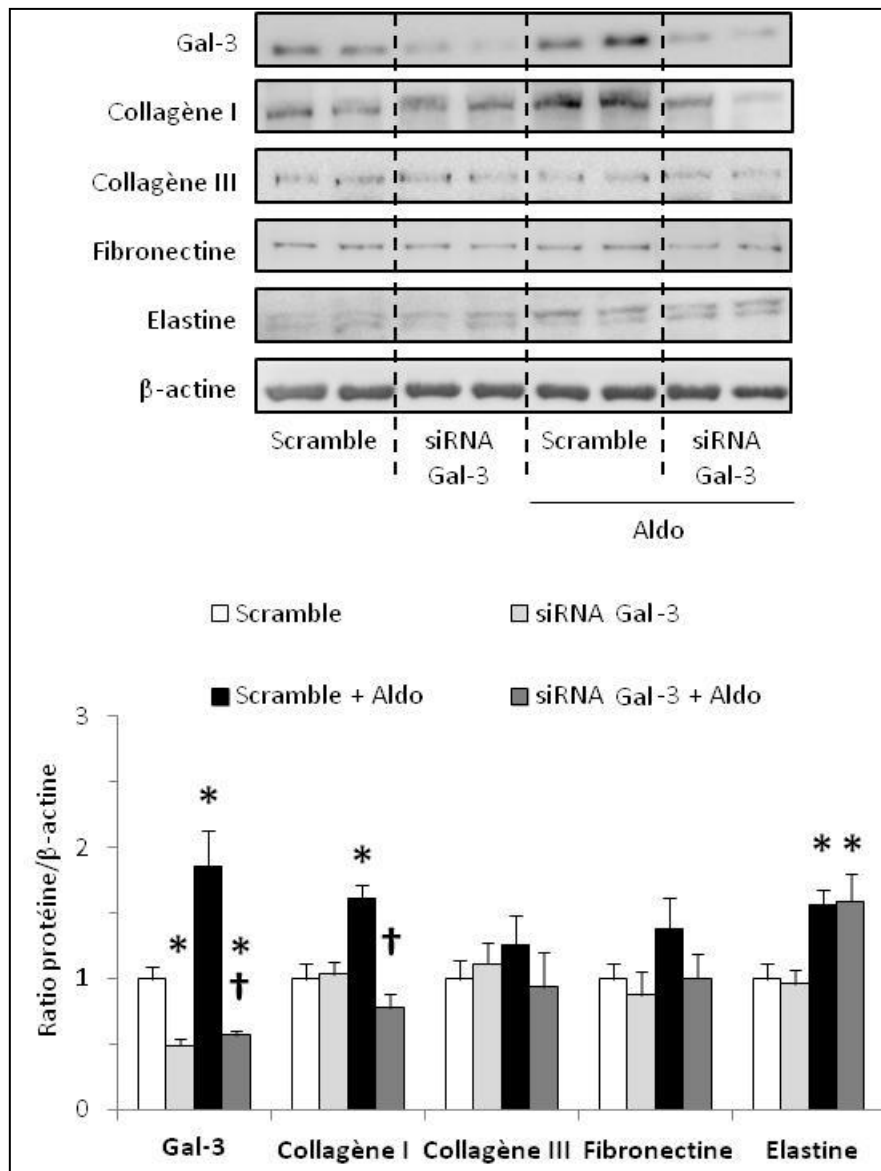 Gal-3
Collagène I
Collagène III
Fibronectine
Elastine
β-actine
Scramble siRNA Scramble siRNA
Gal-3 Gal-3
Aldo
Scramble siRNA Gal-3
Scramble + Aldo siRNA Gal-3 + Aldo
3
2
1
0
Ratio protéine/β-actine
* * * †
* †
* *
Gal-3 Collagène I Collagène III Fibronectine Elastine